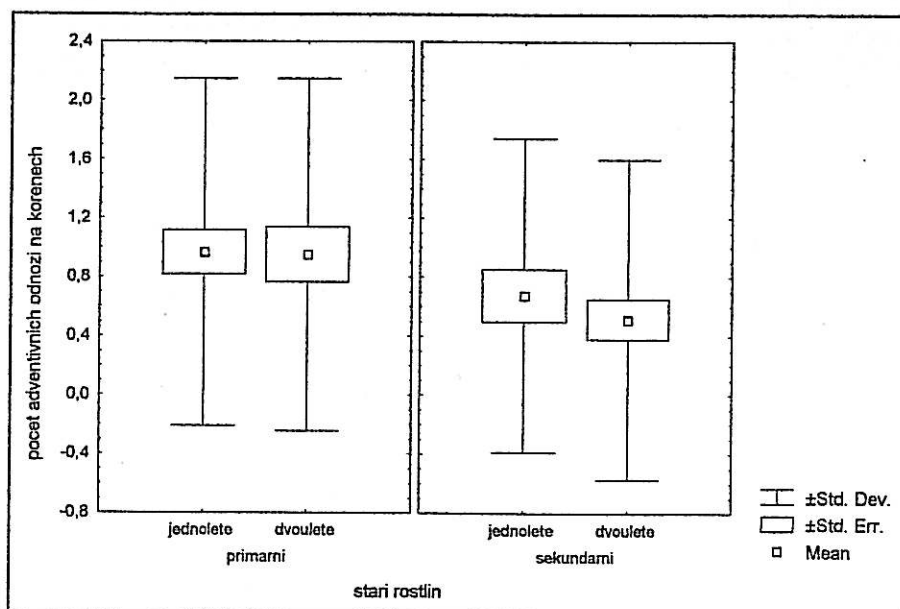 pocet adventivnich odnozi na korenech
2,4
2,0
1,6
1,2
0,8
0,4
0,0
-0,4
-0,8
jednolete dvoulete jednolete dvoulete
primarni sekundarni
stari rostlin
±Std. Dev.
±Std. Err.
Mean